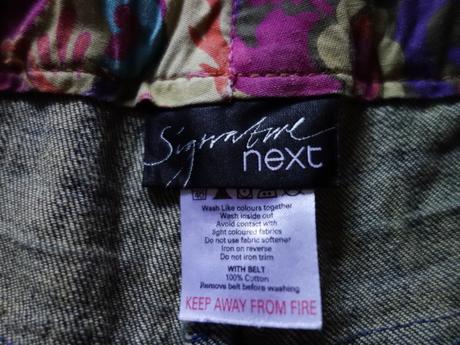 Signature
next
40
Wash Like colours together
Wash inside out
Avoid contact with
light coloured fabrics
Do not use fabric softener
Iron on reverse
Do not iron trim
WITH BELT
100% Cotton
Remove belt before washing
KEEP AWAY FROM FIRE